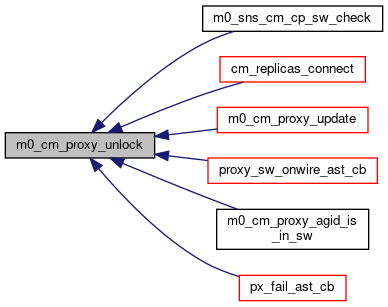 m0_sns_cm_cp_sw_check
cm_replicas_connect
m0_cm_proxy_update
m0_cm_proxy_unlock
proxy_sw_onwire_ast_cb
m0_cm_proxy_agid_is
_in_sw
px_fail_ast_cb